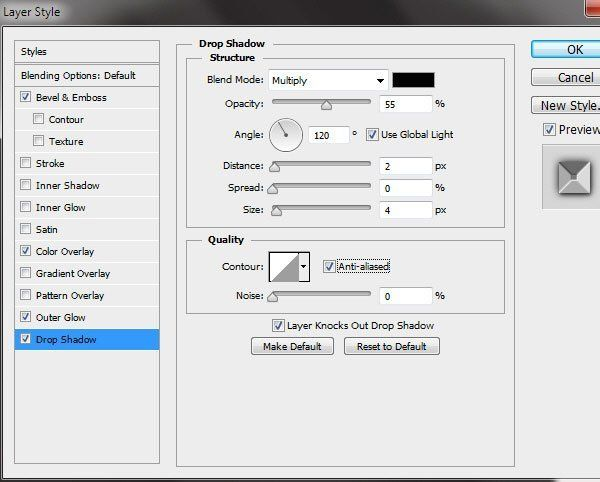 Layer Style
Styles
Blending Options: Default
Bevel & Emboss
Contour
Texture
Stroke
Inner Shadow
Inner Glow
Satin
Color Overlay
Gradient Overlay
Pattern Overlay
Outer Glow
Drop Shadow
Drop Shadow
Structure
Blend Mode: Multiply
Opacity: 55 %
Angle: 120 ° Use Global Light
Distance: 2 px
Spread: 0 %
Size: 4 px
Quality
Contour: Anti-aliased
Noise: 0 %
Layer Knocks Out Drop Shadow
Make Default Reset to Default
OK
Cancel
New Style.
Preview